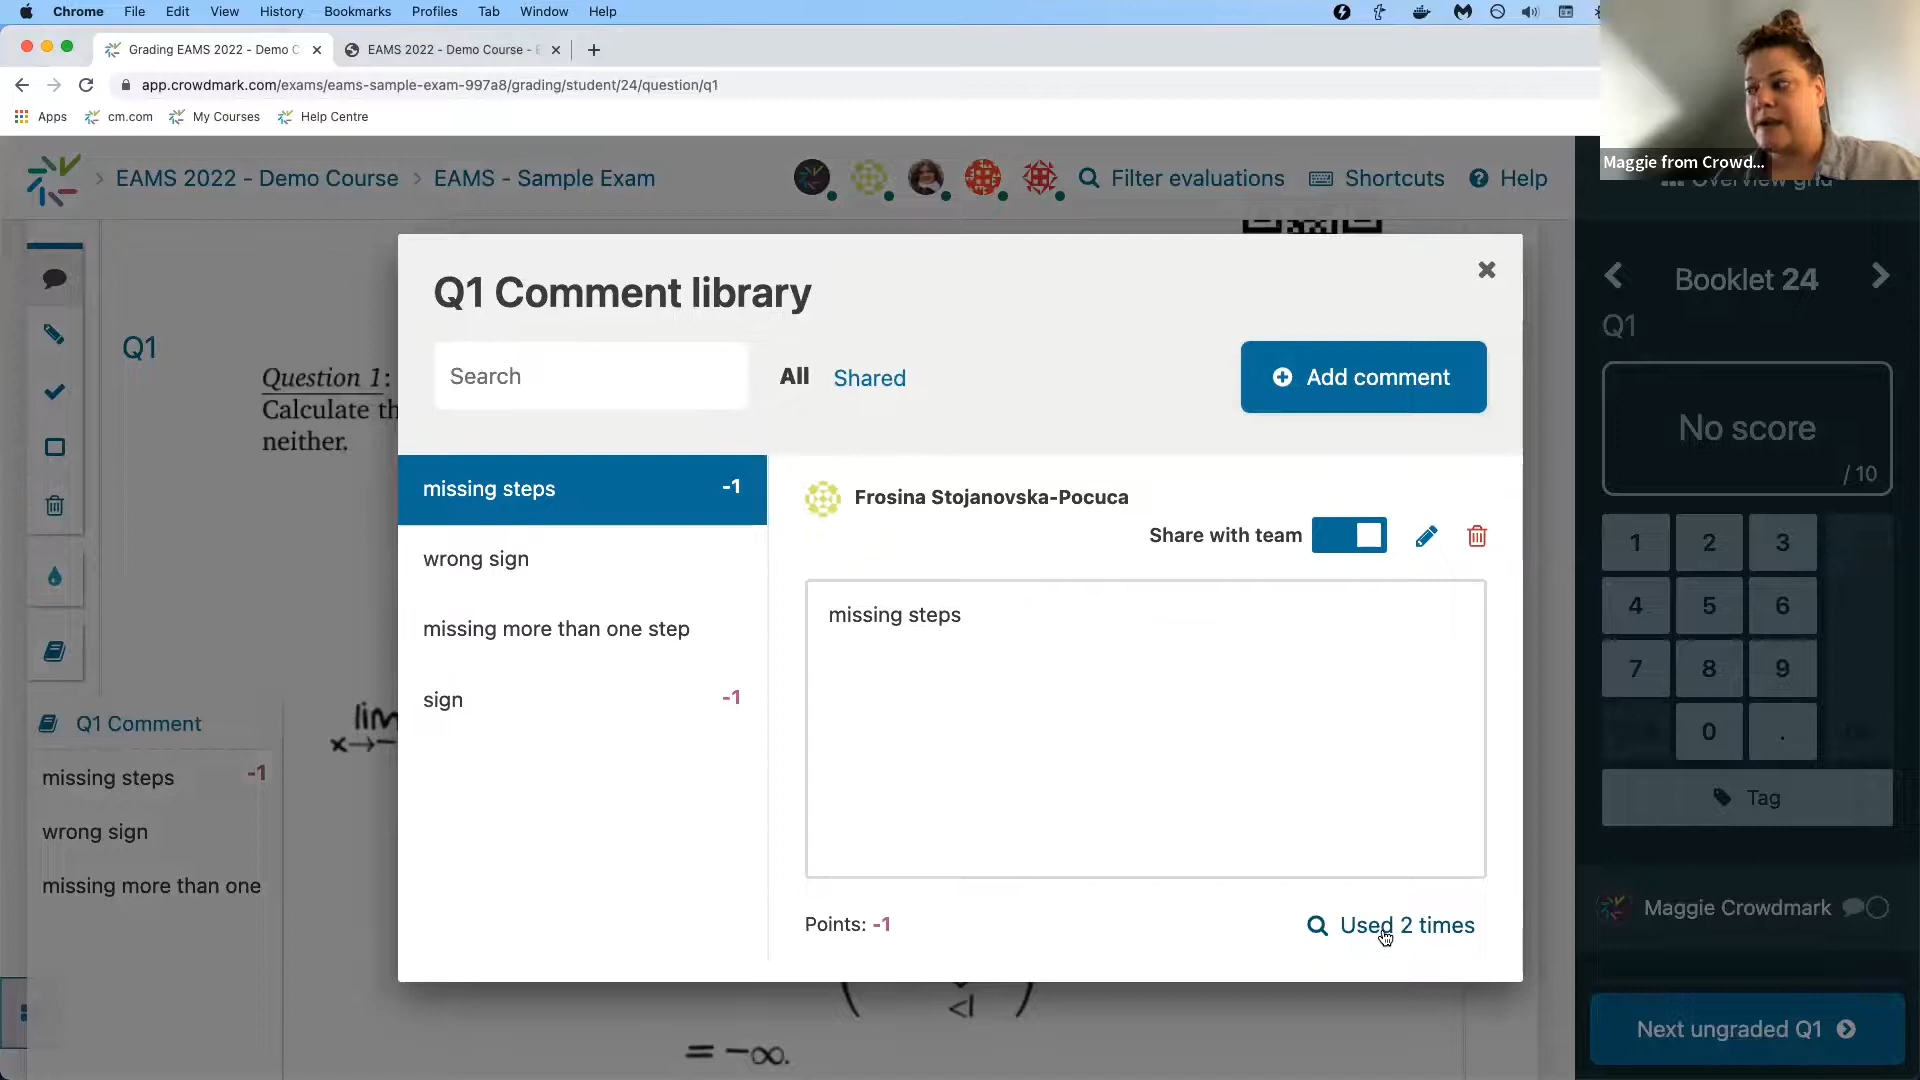 Chrome File Edit View History Bookmarks Profiles Tab Window Help
Grading EAMS 2022 - Demo C
EAMS 2022 - Demo Course -
app.crowdmark.com/exams/eams-sample-exam-997a8/grading/student/24/question/q1
Apps cm.com My Courses Help Centre
Maggie from Crowd...
EAMS 2022 - Demo Course > EAMS - Sample Exam
Filter evaluations Shortcuts Help
Overview grid
Q1 Comment library
Booklet 24
Q1
Q1
Search All Shared Add comment
Question 1:
Calculate th
neither.
No score
/ 10
missing steps -1
wrong sign
missing more than one step
sign -1
Frosina Stojanovska-Pocuca
Share with team
missing steps
Points: -1
Used 2 times
1 2 3
4 5 6
7 8 9
0 .
Tag
lim
x→−
Q1 Comment
missing steps -1
wrong sign
missing more than one
Maggie Crowdmark
<1
= −∞.
Next ungraded Q1